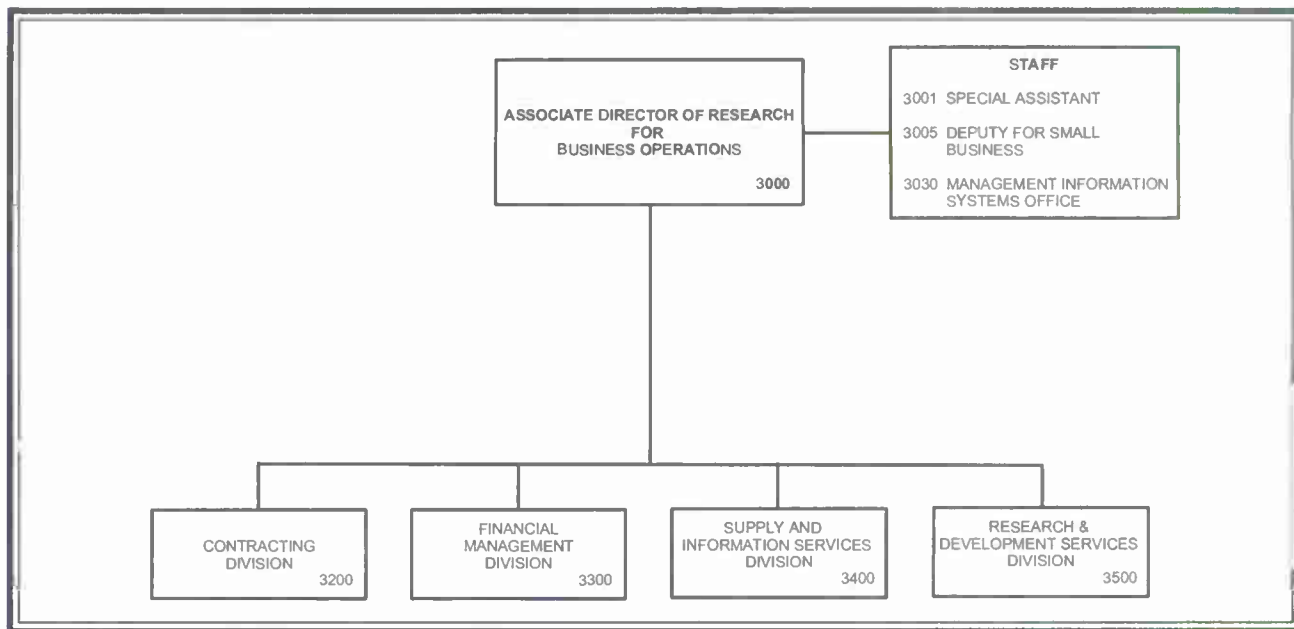 ASSOCIATE DIRECTOR OF RESEARCH
FOR
BUSINESS OPERATIONS
3000
STAFF
3001 SPECIAL ASSISTANT
3005 DEPUTY FOR SMALL
BUSINESS
3030 MANAGEMENT INFORMATION
SYSTEMS OFFICE
CONTRACTING
DIVISION
3200
FINANCIAL
MANAGEMENT
DIVISION
3300
SUPPLY AND
INFORMATION SERVICES
DIVISION
3400
RESEARCH &
DEVELOPMENT SERVICES
DIVISION
3500